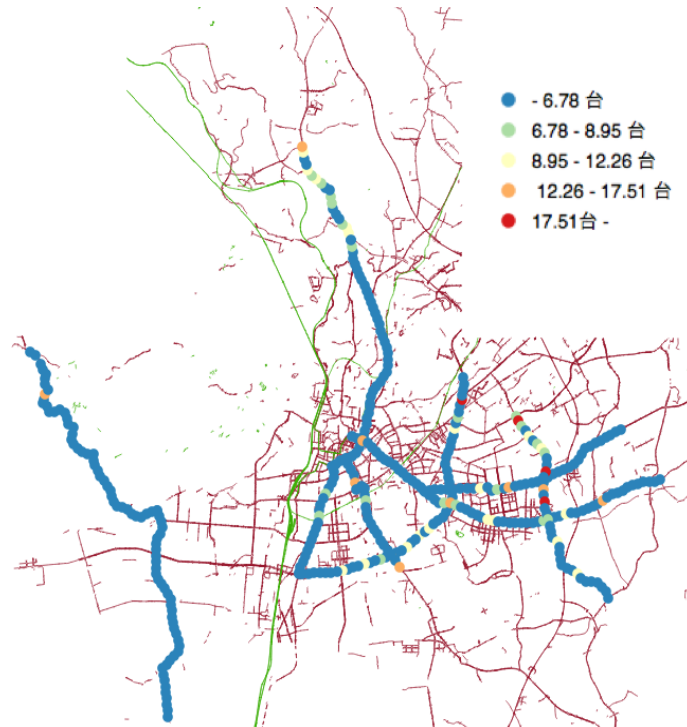 - 6.78 台
6.78 - 8.95 台
8.95 - 12.26 台
12.26 - 17.51 台
17.51台 -